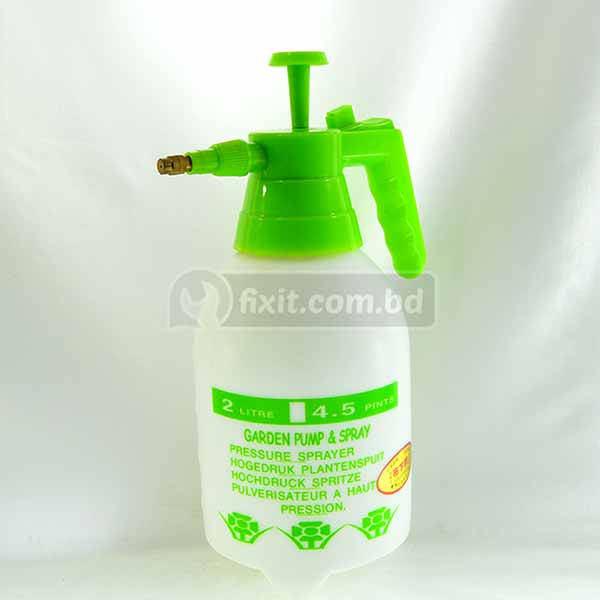 fixit.com.bd
2 LITRE 4.5 PINTS
GARDEN PUMP & SPRAY
PRESSURE SPRAYER
HOGEDRUK PLANTENSPUIT
HOCHDRUCK SPRITZE
PULVERISATEUR A HAUT
PRESSION.